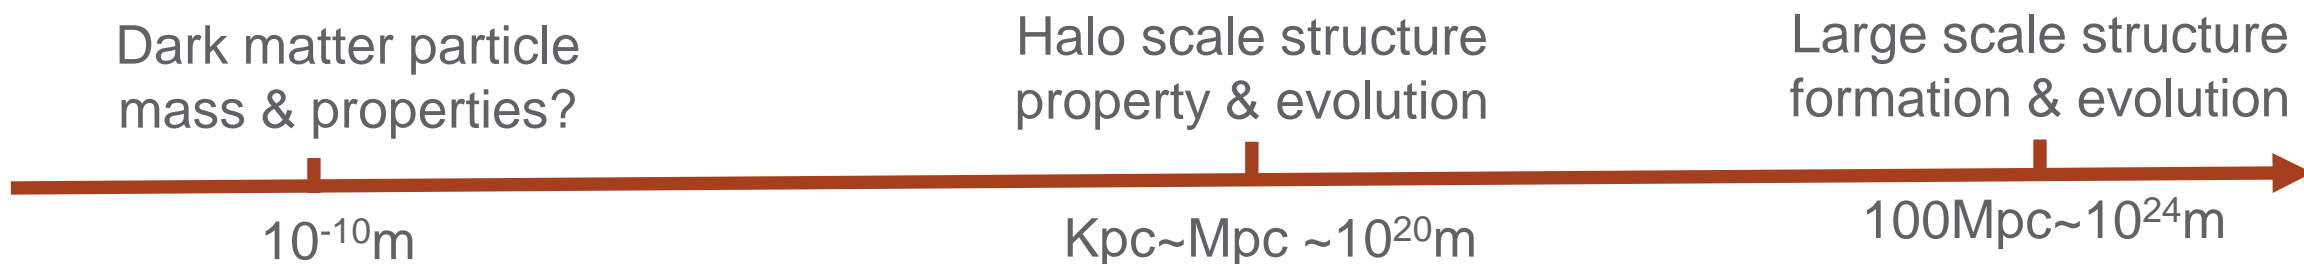 Dark matter particle
mass & properties?
Halo scale structure
property & evolution
Large scale structure
formation & evolution
10⁻¹⁰m
Kpc~Mpc ~10²⁰m
100Mpc~10²⁴m